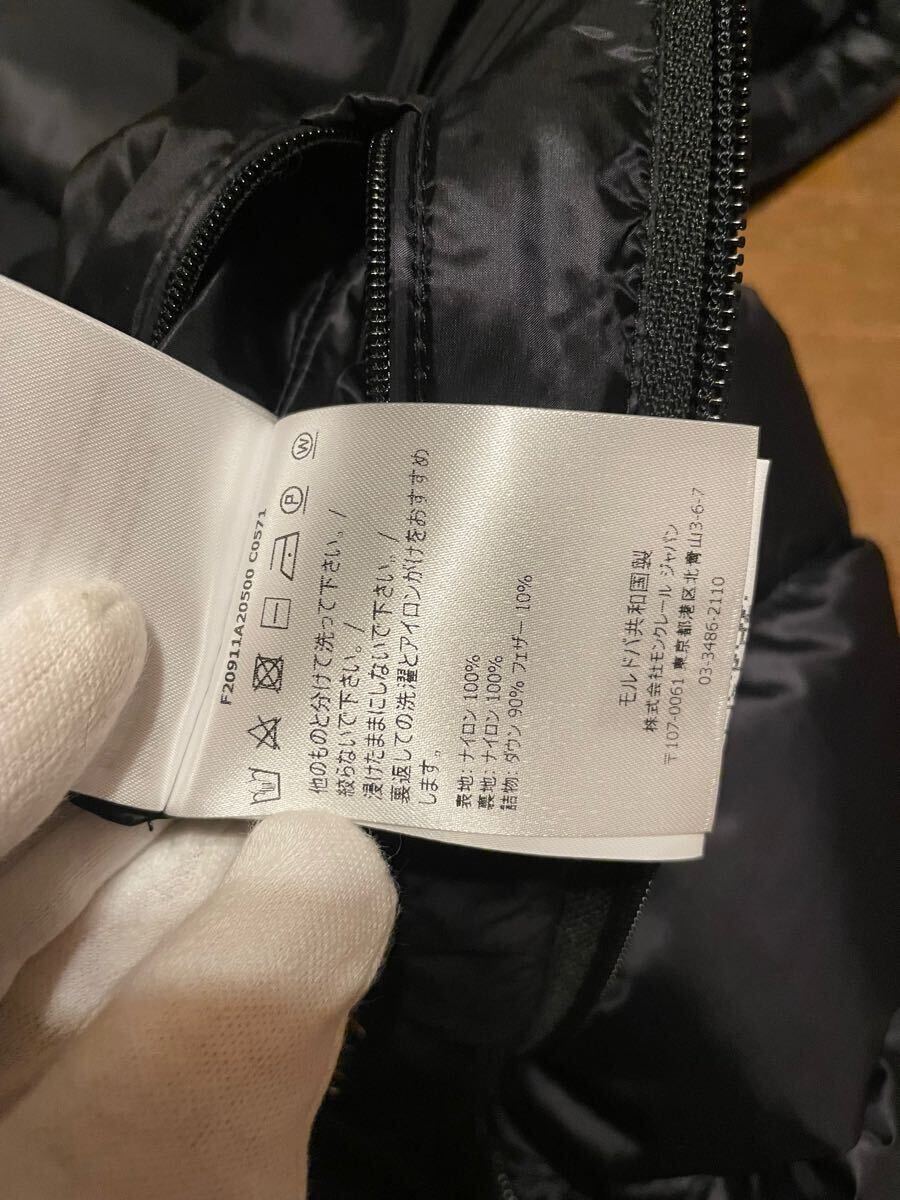 F20911A20500 C0571
P
W
他のものと分けて洗って下さい。/
絞らないで下さい。/
浸けたままにしないで下さい。/
裏返しての洗濯とアイロンがけをおすすめ
します。
表地: ナイロン 100%
裏地: ナイロン 100%
詰物: ダウン 90% フェザー 10%
モルドバ共和国製
株式会社モンクレール ジャパン
〒107-0061 東京都港区北青山3-6-7
03-3486-2110